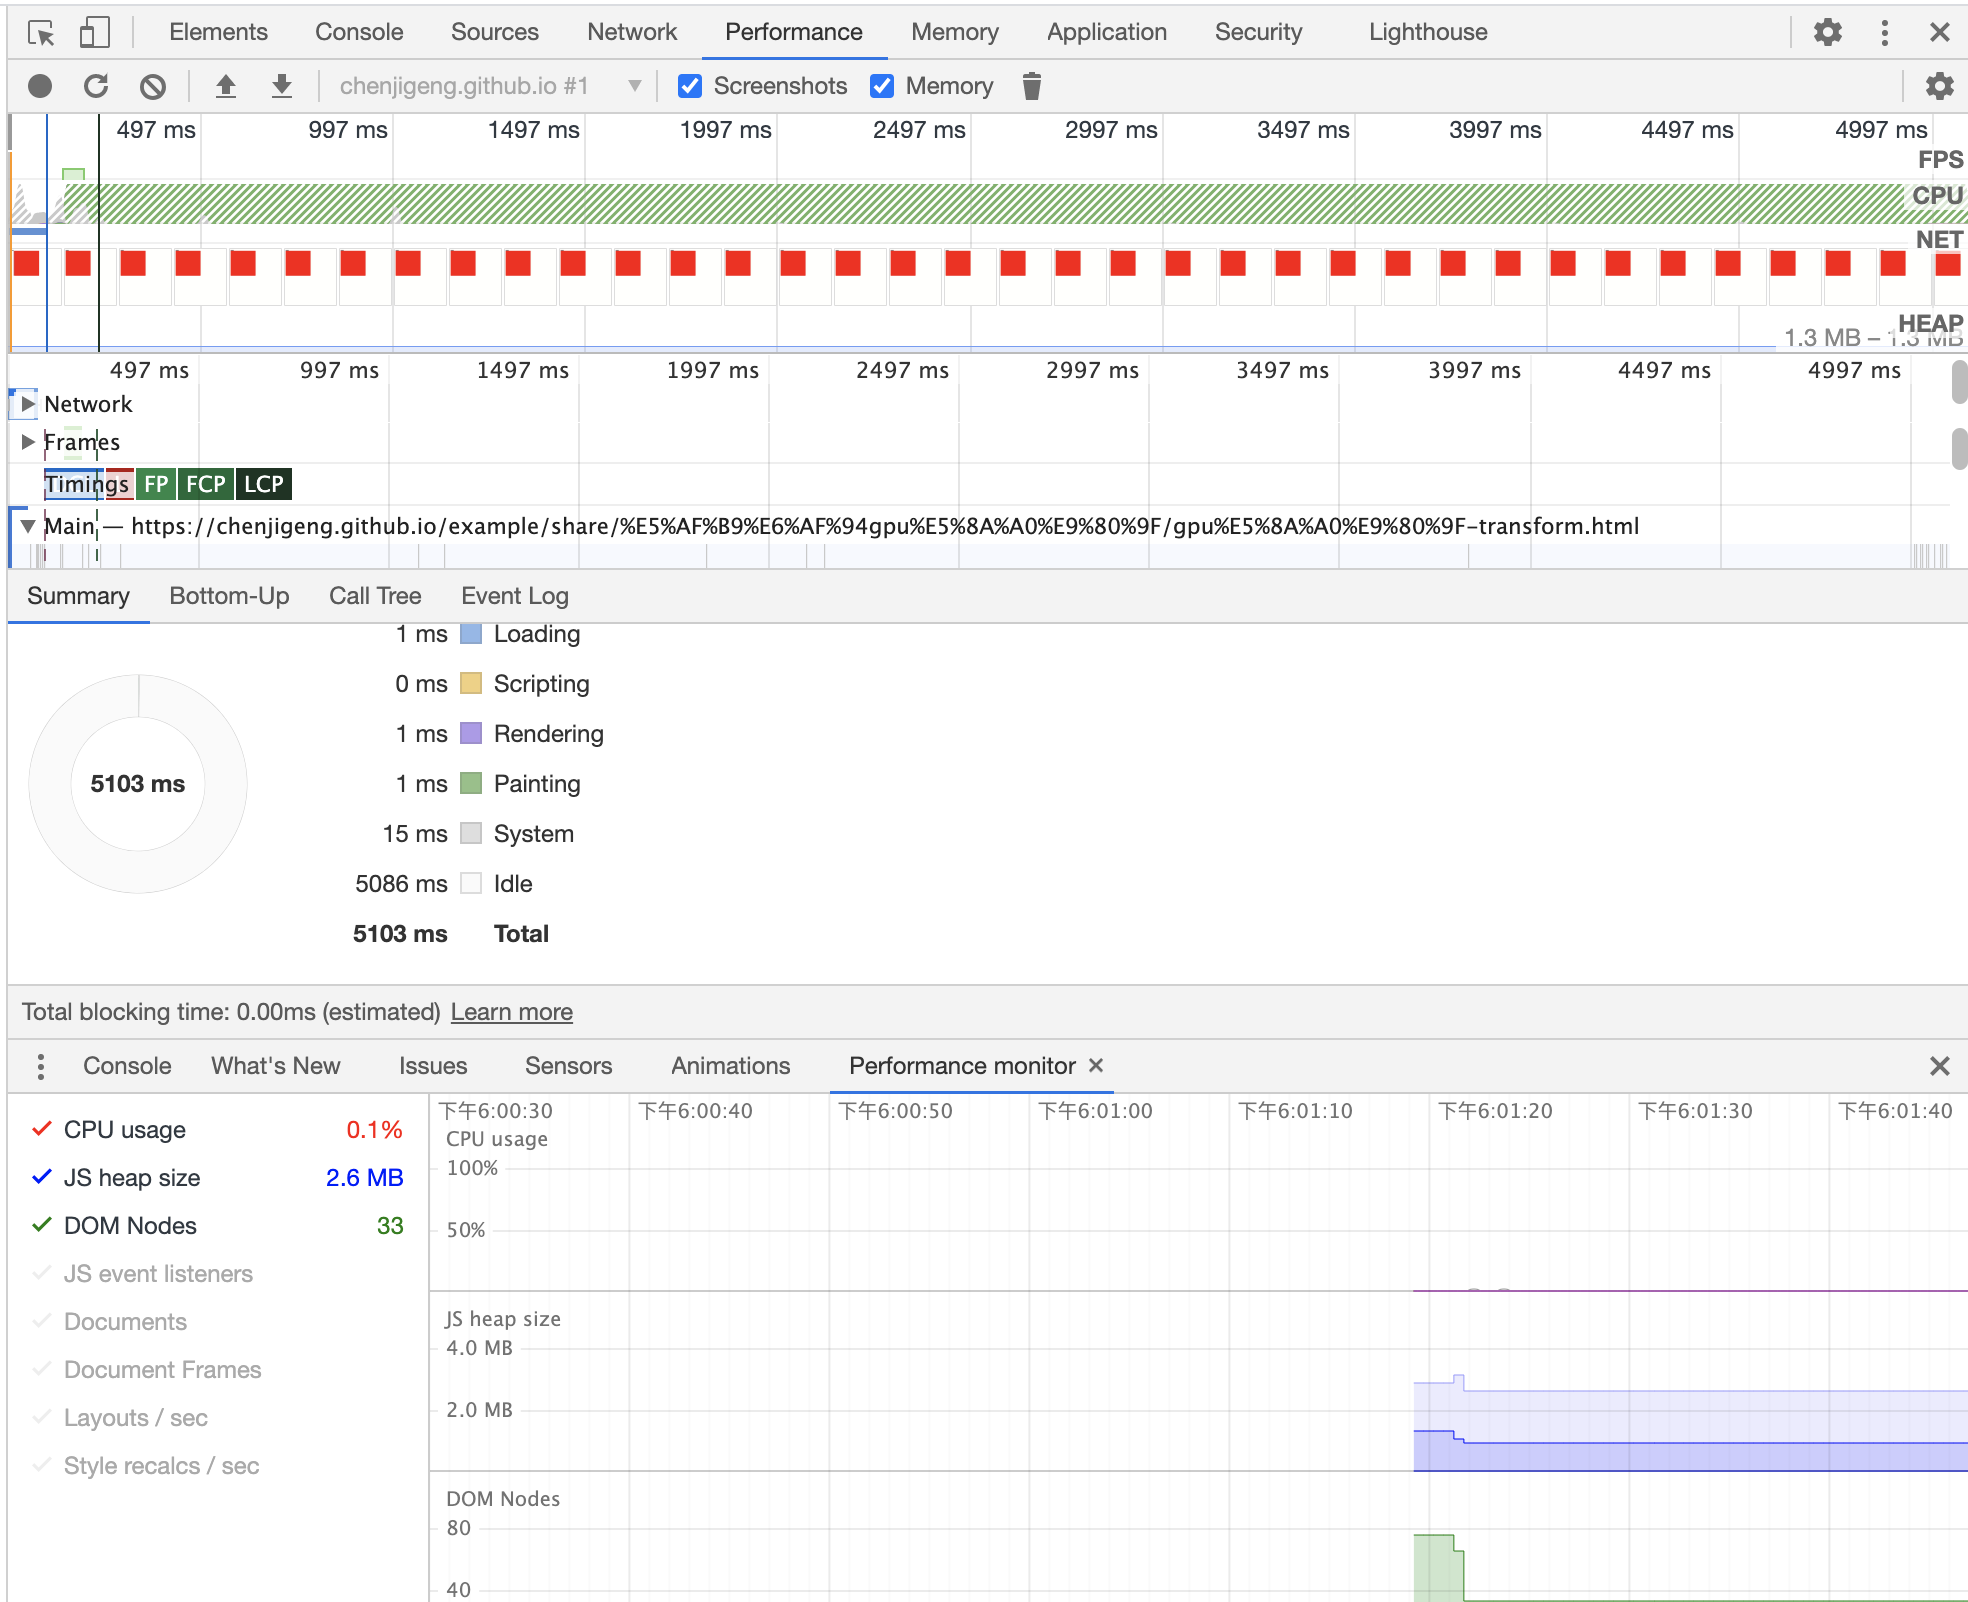 Elements Console Sources Network Performance Memory Application Security Lighthouse
chenjigeng.github.io #1 Screenshots Memory
497 ms 997 ms 1497 ms 1997 ms 2497 ms 2997 ms 3497 ms 3997 ms 4497 ms 4997 ms
FPS
CPU
NET
HEAP
1.3 MB – 1.3 MB
497 ms 997 ms 1497 ms 1997 ms 2497 ms 2997 ms 3497 ms 3997 ms 4497 ms 4997 ms
Network
Frames
Timings FP FCP LCP
Main — https://chenjigeng.github.io/example/share/%E5%AF%B9%E6%AF%94gpu%E5%8A%A0%E9%80%9F/gpu%E5%8A%A0%E9%80%9F-transform.html
Summary Bottom-Up Call Tree Event Log
1 ms Loading
0 ms Scripting
1 ms Rendering
5103 ms
1 ms Painting
15 ms System
5086 ms Idle
5103 ms Total
Total blocking time: 0.00ms (estimated) Learn more
Console What's New Issues Sensors Animations Performance monitor
CPU usage 0.1%
JS heap size 2.6 MB
DOM Nodes 33
JS event listeners
Documents
Document Frames
Layouts / sec
Style recalcs / sec
下午6:00:30 下午6:00:40 下午6:00:50 下午6:01:00 下午6:01:10 下午6:01:20 下午6:01:30 下午6:01:40
CPU usage
100%
50%
JS heap size
4.0 MB
2.0 MB
DOM Nodes
80
40